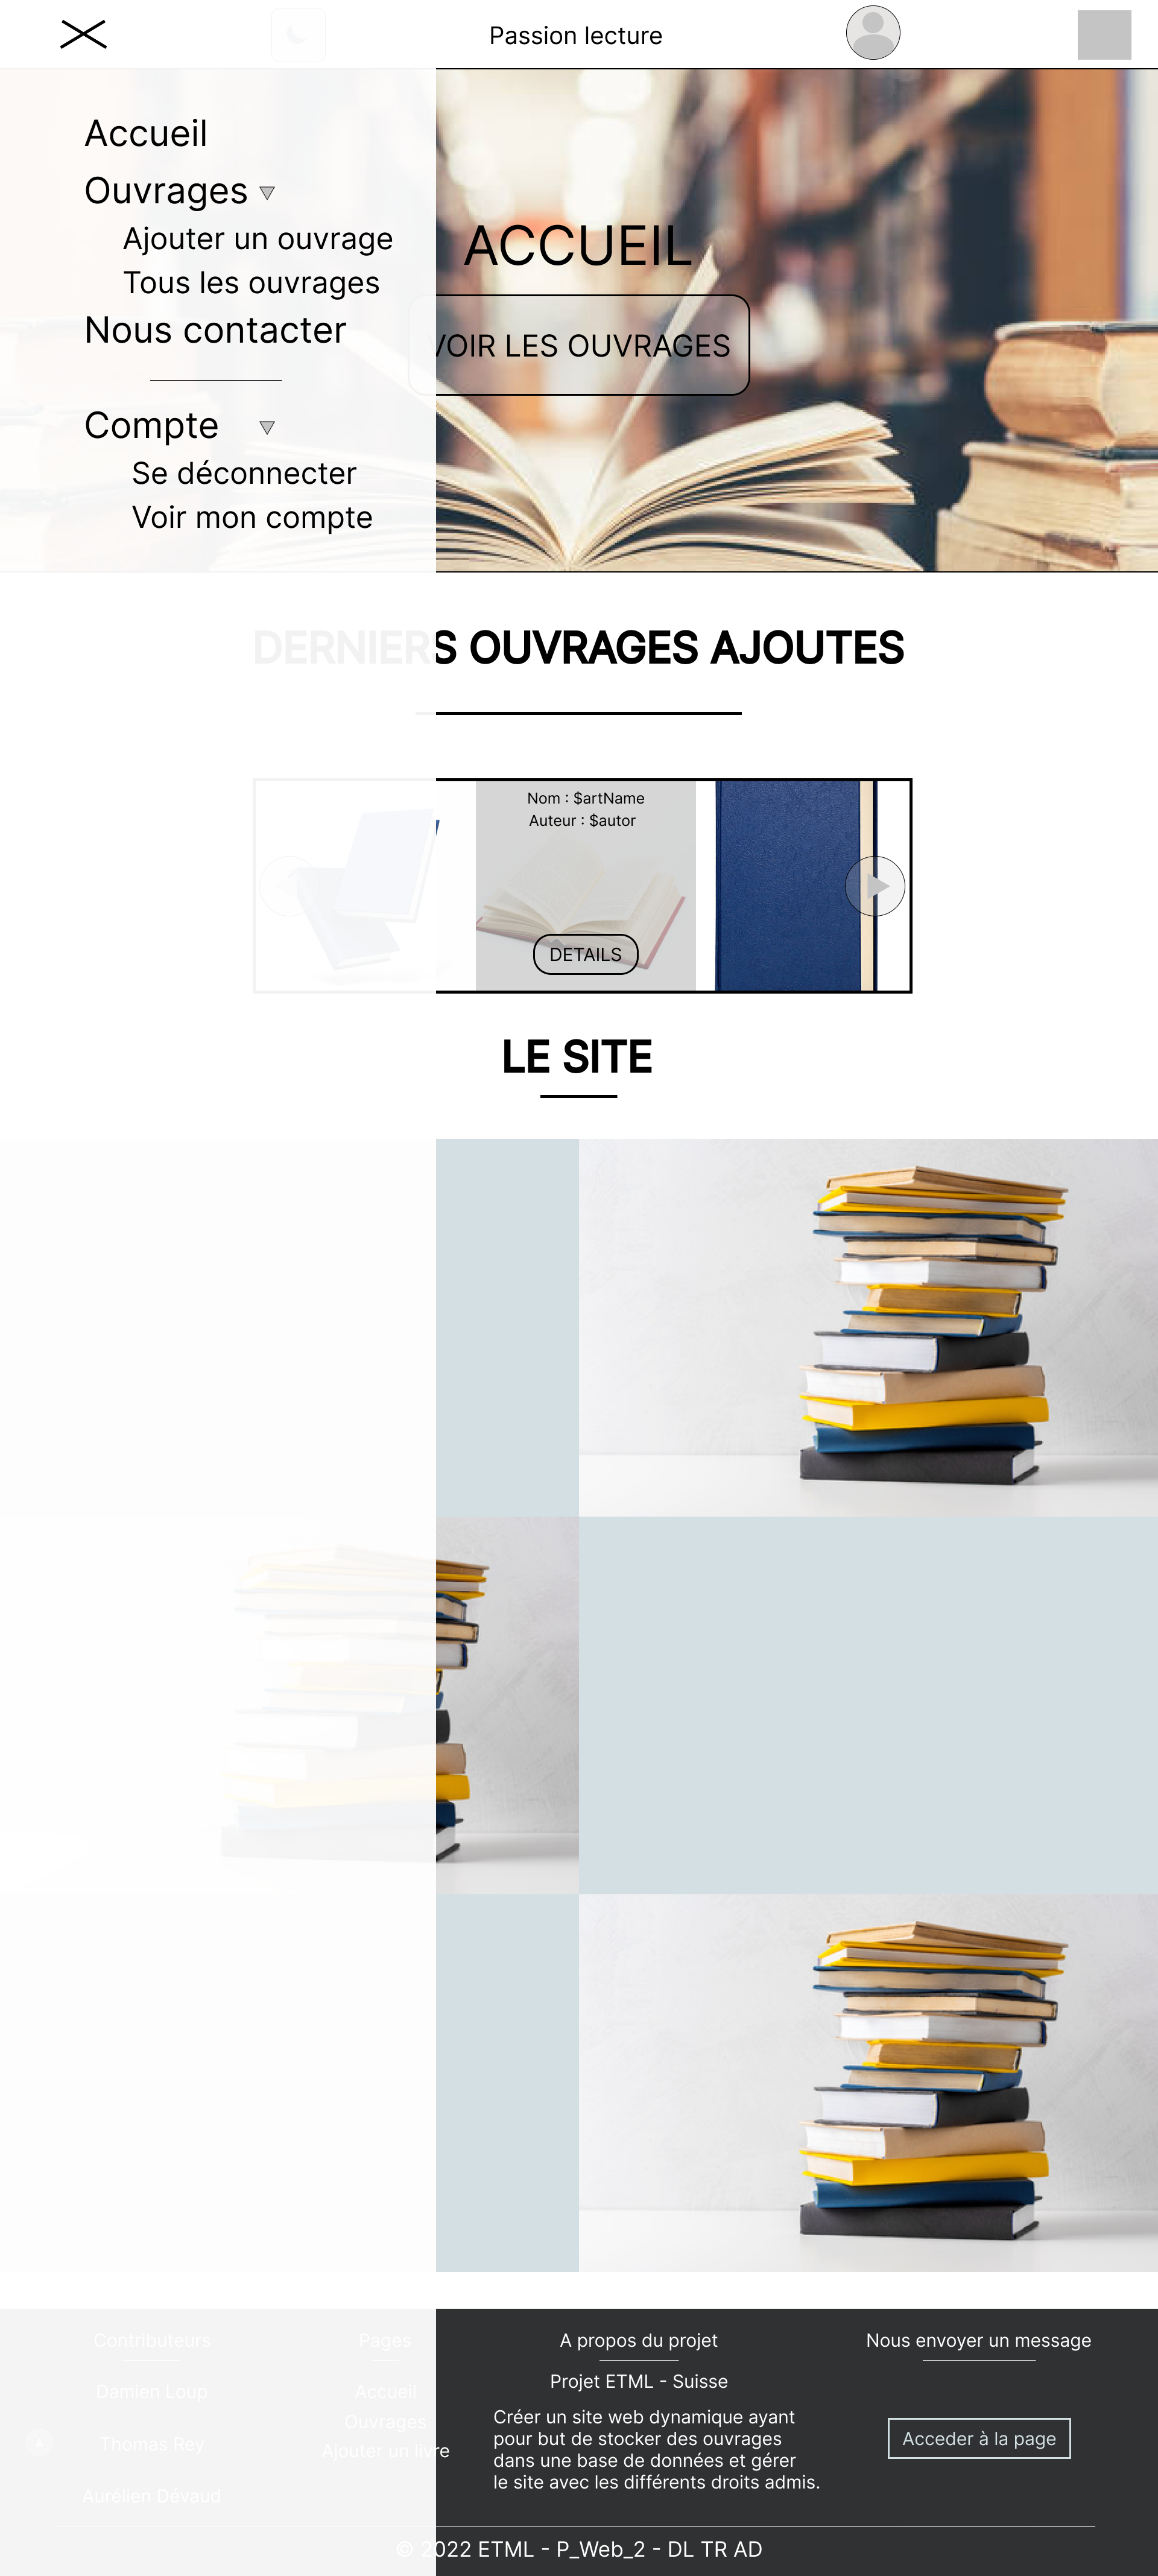 Passion lecture
Accueil
Ouvrages
Ajouter un ouvrage
Tous les ouvrages
Nous contacter
Compte
Se déconnecter
Voir mon compte
ACCUEIL
VOIR LES OUVRAGES
DERNIERS OUVRAGES AJOUTES
Nom : $artName
Auteur : $autor
DETAILS
LE SITE
Contributeurs
Damien Loup
Thomas Rey
Aurélien Dévaud
Pages
Accueil
Ouvrages
Ajouter un livre
A propos du projet
Projet ETML - Suisse
Créer un site web dynamique ayant
pour but de stocker des ouvrages
dans une base de données et gérer
le site avec les différents droits admis.
Nous envoyer un message
Acceder à la page
© 2022 ETML - P_Web_2 - DL TR AD